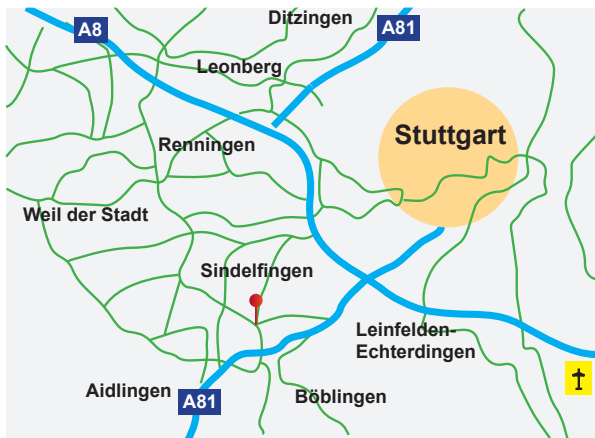 Ditzingen
A8
A81
Leonberg
Stuttgart
Renningen
Weil der Stadt
Sindelfingen
Leinfelden-
Echterdingen
Aidlingen
A81
Böblingen